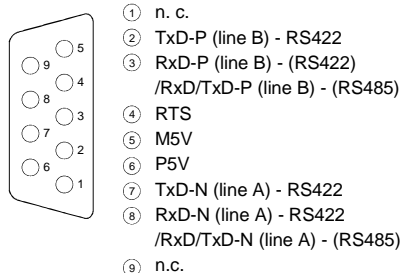 5
9
4
8
3
7
2
6
1
1 n. c.
2 TxD-P (line B) - RS422
3 RxD-P (line B) - (RS422)
/RxD/TxD-P (line B) - (RS485)
4 RTS
5 M5V
6 P5V
7 TxD-N (line A) - RS422
8 RxD-N (line A) - RS422
/RxD/TxD-N (line A) - (RS485)
9 n.c.